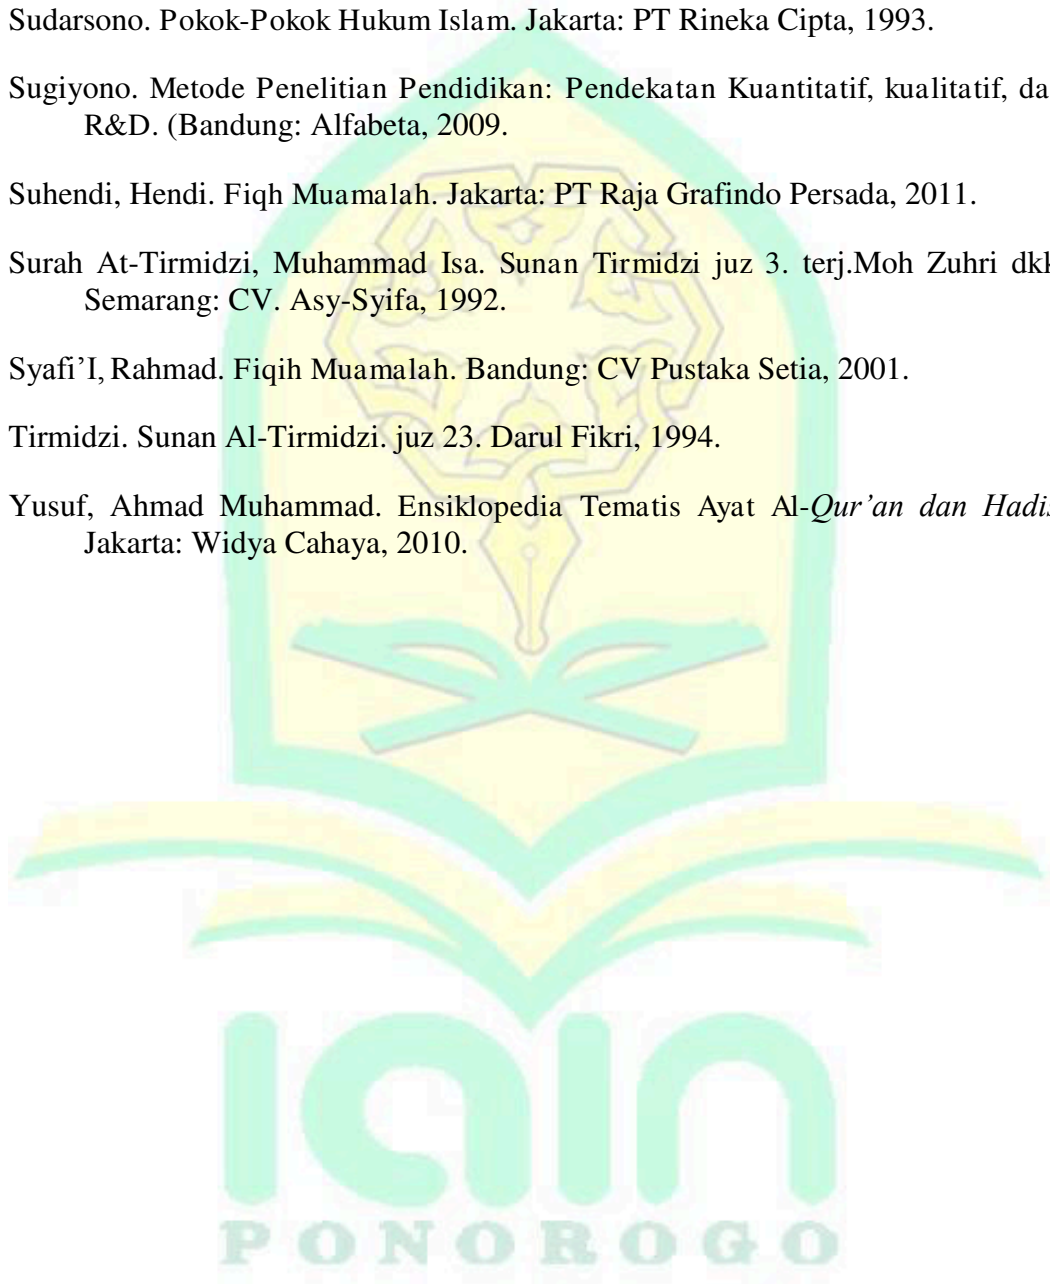 Sudarsono. Pokok-Pokok Hukum Islam. Jakarta: PT Rineka Cipta, 1993.
Sugiyono. Metode Penelitian Pendidikan: Pendekatan Kuantitatif, kualitatif, da
R&D. (Bandung: Alfabeta, 2009.
Suhendi, Hendi. Fiqh Muamalah. Jakarta: PT Raja Grafindo Persada, 2011.
Surah At-Tirmidzi, Muhammad Isa. Sunan Tirmidzi juz 3. terj.Moh Zuhri dkk
Semarang: CV. Asy-Syifa, 1992.
Syafi’I, Rahmad. Fiqih Muamalah. Bandung: CV Pustaka Setia, 2001.
Tirmidzi. Sunan Al-Tirmidzi. juz 23. Darul Fikri, 1994.
Yusuf, Ahmad Muhammad. Ensiklopedia Tematis Ayat Al-Qur’an dan Hadis
Jakarta: Widya Cahaya, 2010.
iain
PONOROGO